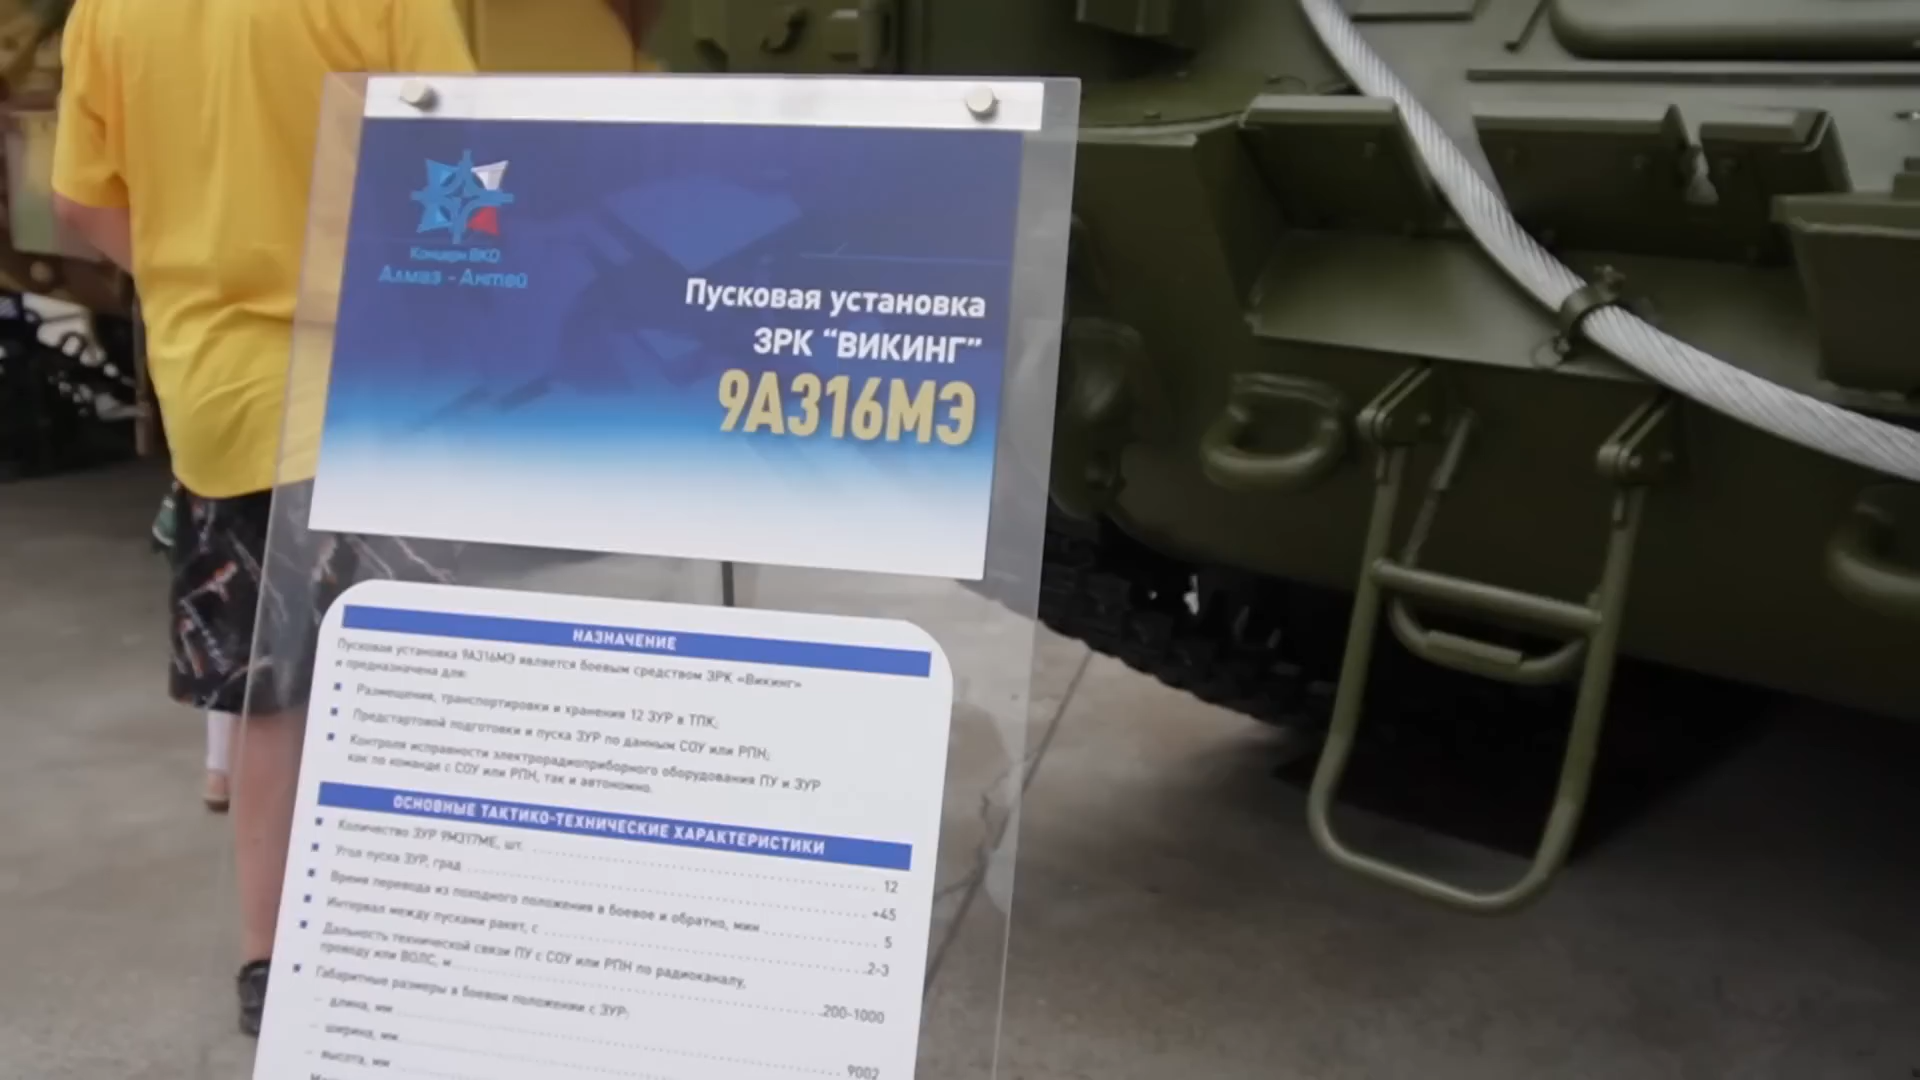 Концерн ВКО
Алмаз - Антей
Пусковая установка
ЗРК “ВИКИНГ”
9А316МЭ
НАЗНАЧЕНИЕ
Пусковая установка 9А316МЭ является боевым средством ЗРК «Викинг»
и предназначена для:
Размещения, транспортировки и хранения 12 ЗУР в ТПК;
Предстартовой подготовки и пуска ЗУР по данным СОУ или РПН;
Контроля исправности электрорадиоприборного оборудования ПУ и ЗУР
как по команде с СОУ или РПН, так и автономно.
ОСНОВНЫЕ ТАКТИКО-ТЕХНИЧЕСКИЕ ХАРАКТЕРИСТИКИ
Количество ЗУР 9М317МЕ, шт. 12
Угол пуска ЗУР, град +45
Время перевода из походного положения в боевое и обратно, мин 5
Интервал между пусками ракет, с 2-3
Дальность технической связи ПУ с СОУ или РПН по радиоканалу,
проводу или ВОЛС, м 200-1000
Габаритные размеры в боевом положении с ЗУР:
– длина, мм 9002
– ширина, мм
– высота, мм